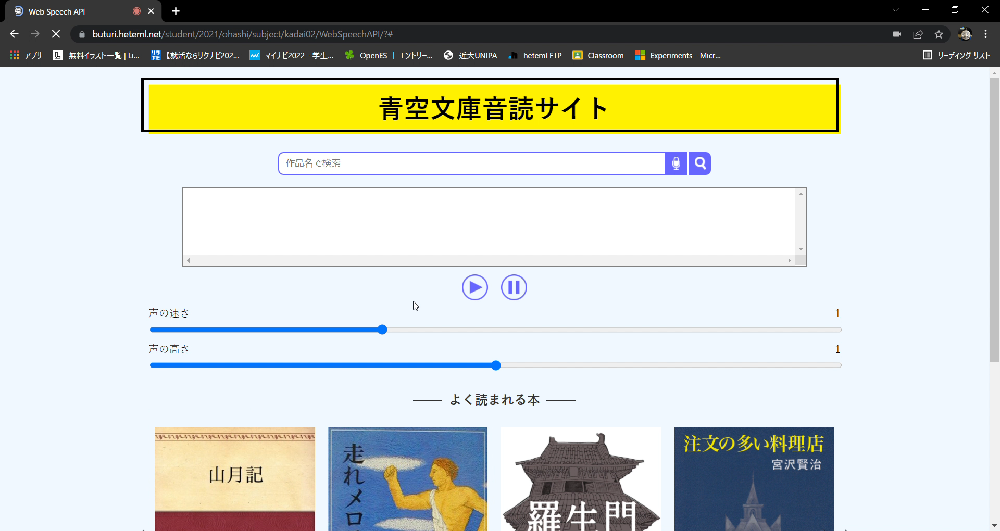 Web Speech API
buturi.heteml.net/student/2021/ohashi/subject/kadai02/WebSpeechAPI/?#
アプリ 無料イラスト一覧 | Li... 【就活ならリクナビ202... マイナビ2022 - 学生... OpenES | エントリー... 近大UNIPA heteml FTP Classroom Experiments - Micr... リーディング リスト
青空文庫音読サイト
作品名で検索
声の速さ 1
声の高さ 1
よく読まれる本
山月記
走れメロ
羅生門
注文の多い料理店
宮沢賢治